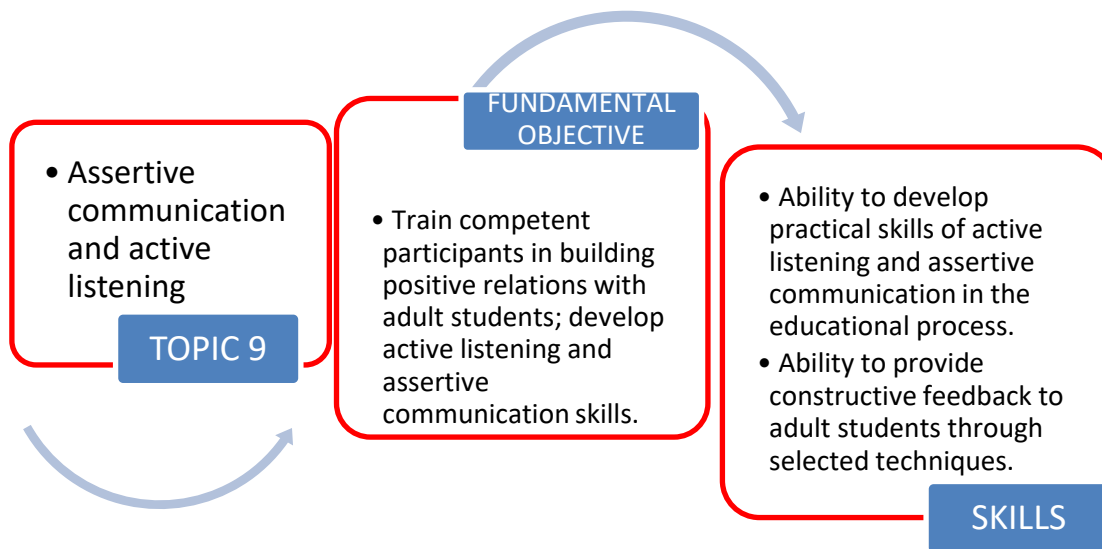 • Assertive
communication
and active
listening
TOPIC 9
FUNDAMENTAL
OBJECTIVE
• Train competent
participants in building
positive relations with
adult students; develop
active listening and
assertive
communication skills.
• Ability to develop
practical skills of active
listening and assertive
communication in the
educational process.
• Ability to provide
constructive feedback to
adult students through
selected techniques.
SKILLS